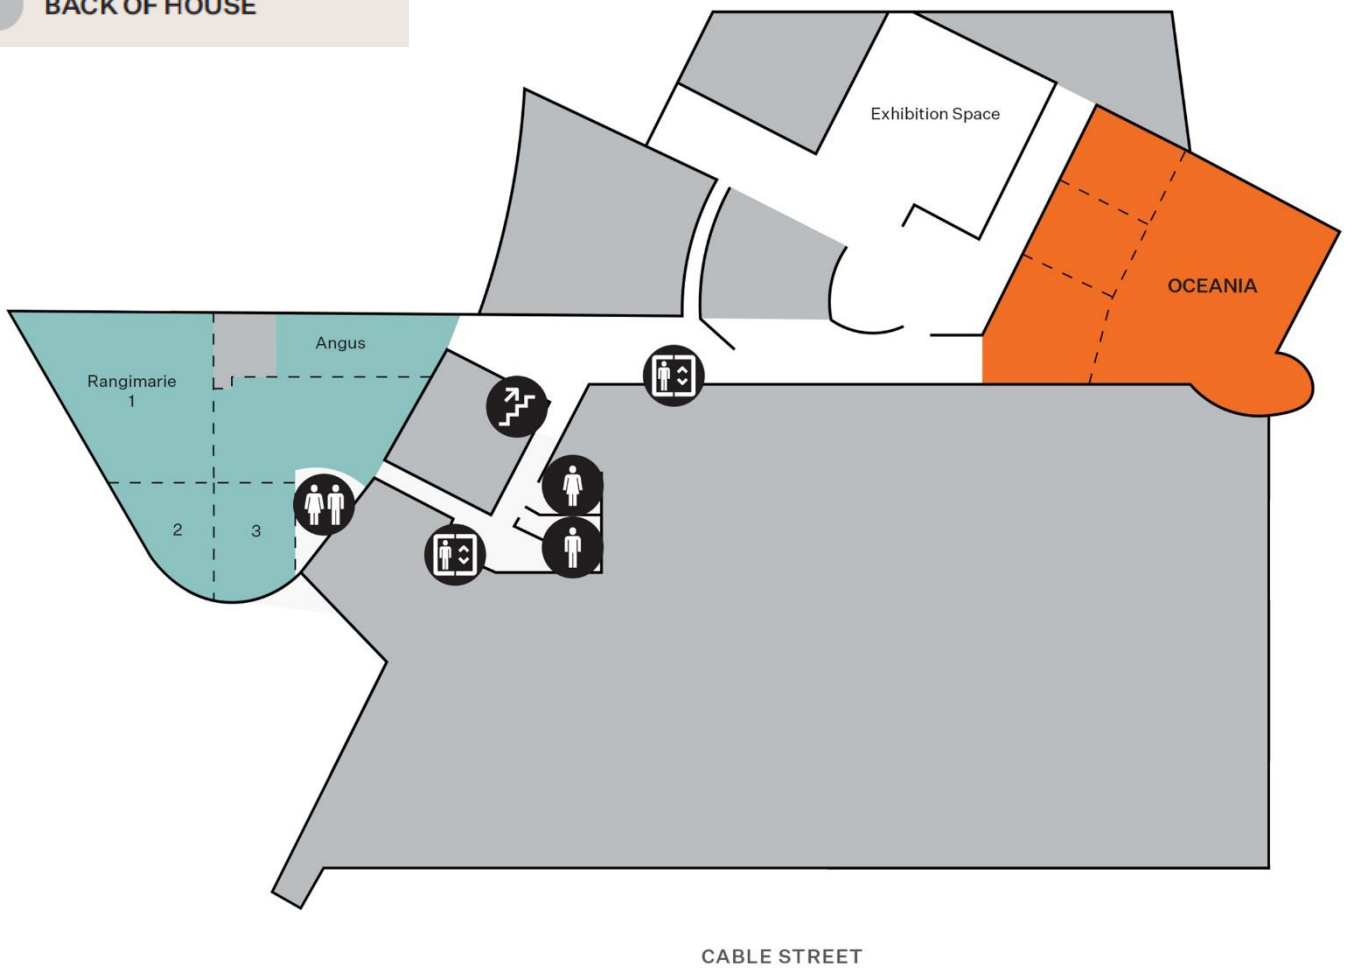 BACK OF HOUSE
Exhibition Space
OCEANIA
Angus
Rangimarie
1
2
3
CABLE STREET